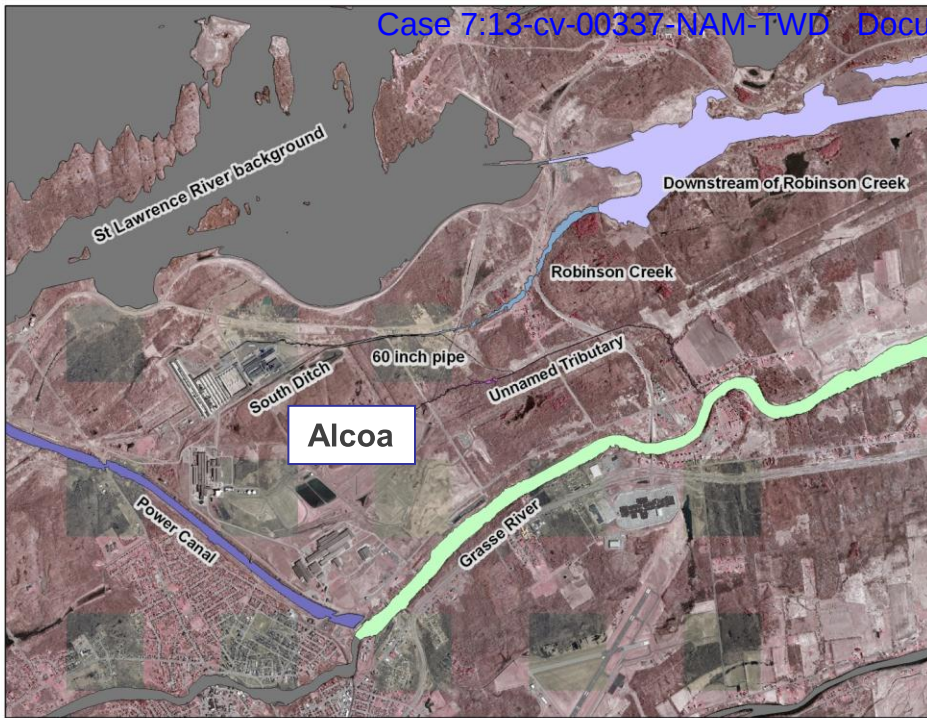 Case 7:13-cv-00337-NAM-TWD Docu
St Lawrence River background
Downstream of Robinson Creek
Robinson Creek
60 inch pipe
South Ditch
Unnamed Tributary
Alcoa
Power Canal
Grasse River